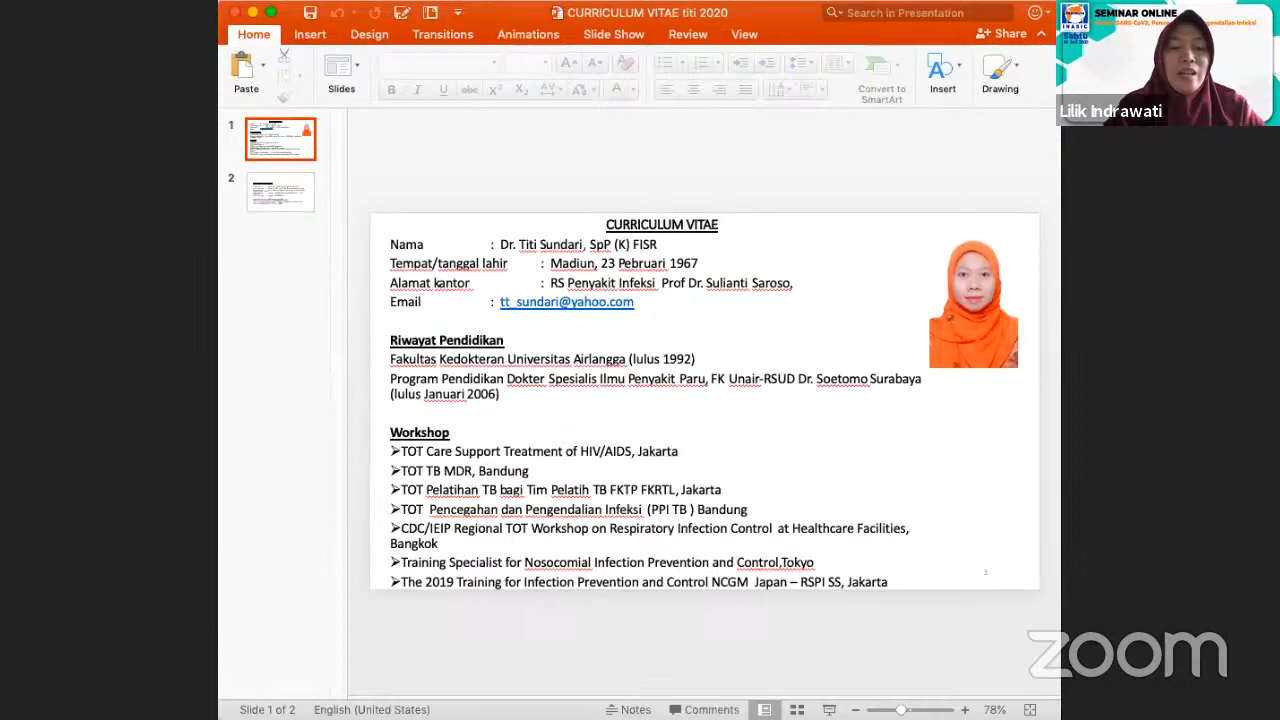 CURRICULUM VITAE titi 2020
Search in Presentation
Home Insert Design Transitions Animations Slide Show Review View Share
Paste Slides Convert to SmartArt Insert Drawing
1
2
CURRICULUM VITAE
Nama : Dr. Titi Sundari, SpP (K) FISR
Tempat/tanggal lahir : Madiun, 23 Pebruari 1967
Alamat kantor : RS Penyakit Infeksi Prof Dr. Sulianti Saroso,
Email : tt_sundari@yahoo.com
Riwayat Pendidikan
Fakultas Kedokteran Universitas Airlangga (lulus 1992)
Program Pendidikan Dokter Spesialis Ilmu Penyakit Paru, FK Unair-RSUD Dr. Soetomo Surabaya
(lulus Januari 2006)
Workshop
➢TOT Care Support Treatment of HIV/AIDS, Jakarta
➢TOT TB MDR, Bandung
➢TOT Pelatihan TB bagi Tim Pelatih TB FKTP FKRTL, Jakarta
➢TOT Pencegahan dan Pengendalian Infeksi (PPI TB ) Bandung
➢CDC/IEIP Regional TOT Workshop on Respiratory Infection Control at Healthcare Facilities,
Bangkok
➢Training Specialist for Nosocomial Infection Prevention and Control,Tokyo
➢The 2019 Training for Infection Prevention and Control NCGM Japan – RSPI SS, Jakarta
Slide 1 of 2 English (United States) Notes Comments 78%
SEMINAR ONLINE
INASIC
Sabtu
Lilik Indrawati
zoom